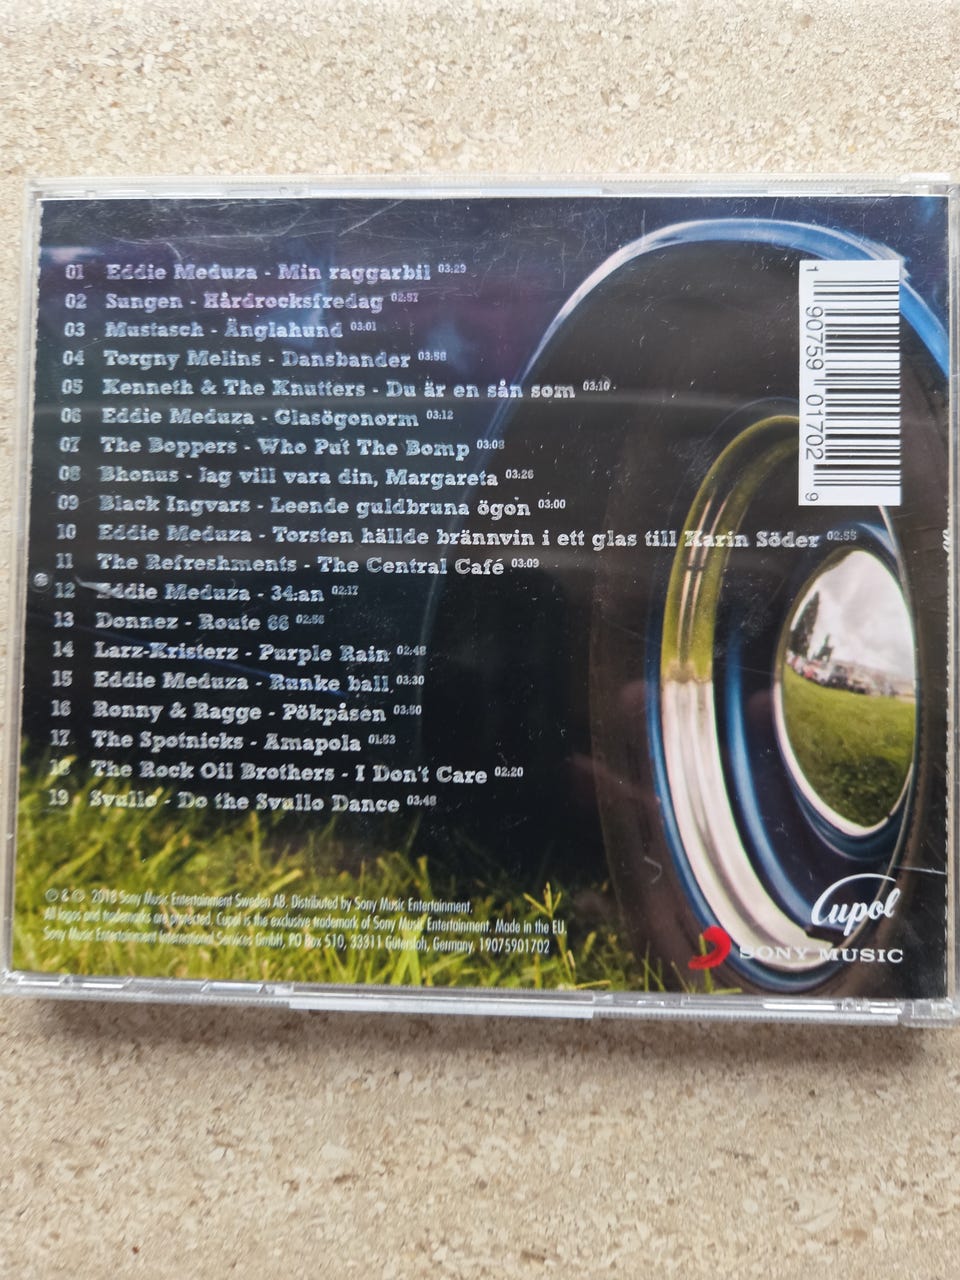 01 Eddie Meduza - Min raggarbil 03:29
02 Sungen - Hårdrocksfredag 02:57
03 Mustasch - Änglahund 03:01
04 Torgny Melins - Dansbander 03:58
05 Kenneth & The Knutters - Du är en sån som 03:10
06 Eddie Meduza - Glasögonorm 03:12
07 The Boppers - Who Put The Bomp 03:08
08 Bhonus - Jag vill vara din, Margareta 03:26
09 Black Ingvars - Leende guldbruna ögon 03:00
10 Eddie Meduza - Torsten hällde brännvin i ett glas till Karin Söder 02:55
11 The Refreshments - The Central Café 03:09
12 Eddie Meduza - 34:an 02:17
13 Donnez - Route 66 02:56
14 Larz-Kristerz - Purple Rain 02:48
15 Eddie Meduza - Runke ball 03:30
16 Ronny & Ragge - Pökpåsen 03:50
17 The Spotnicks - Amapola 01:53
18 The Rock Oil Brothers - I Don't Care 02:20
19 Svullo - Do the Svullo Dance 03:48
1 90759 01702 9
℗ & © 2018 Sony Music Entertainment Sweden AB. Distributed by Sony Music Entertainment.
All logos and trademarks are protected. Cupol is the exclusive trademark of Sony Music Entertainment. Made in the EU.
Sony Music Entertainment International Services GmbH, PO Box 510, 33311 Gütersloh, Germany, 19075901702
Cupol
SONY MUSIC